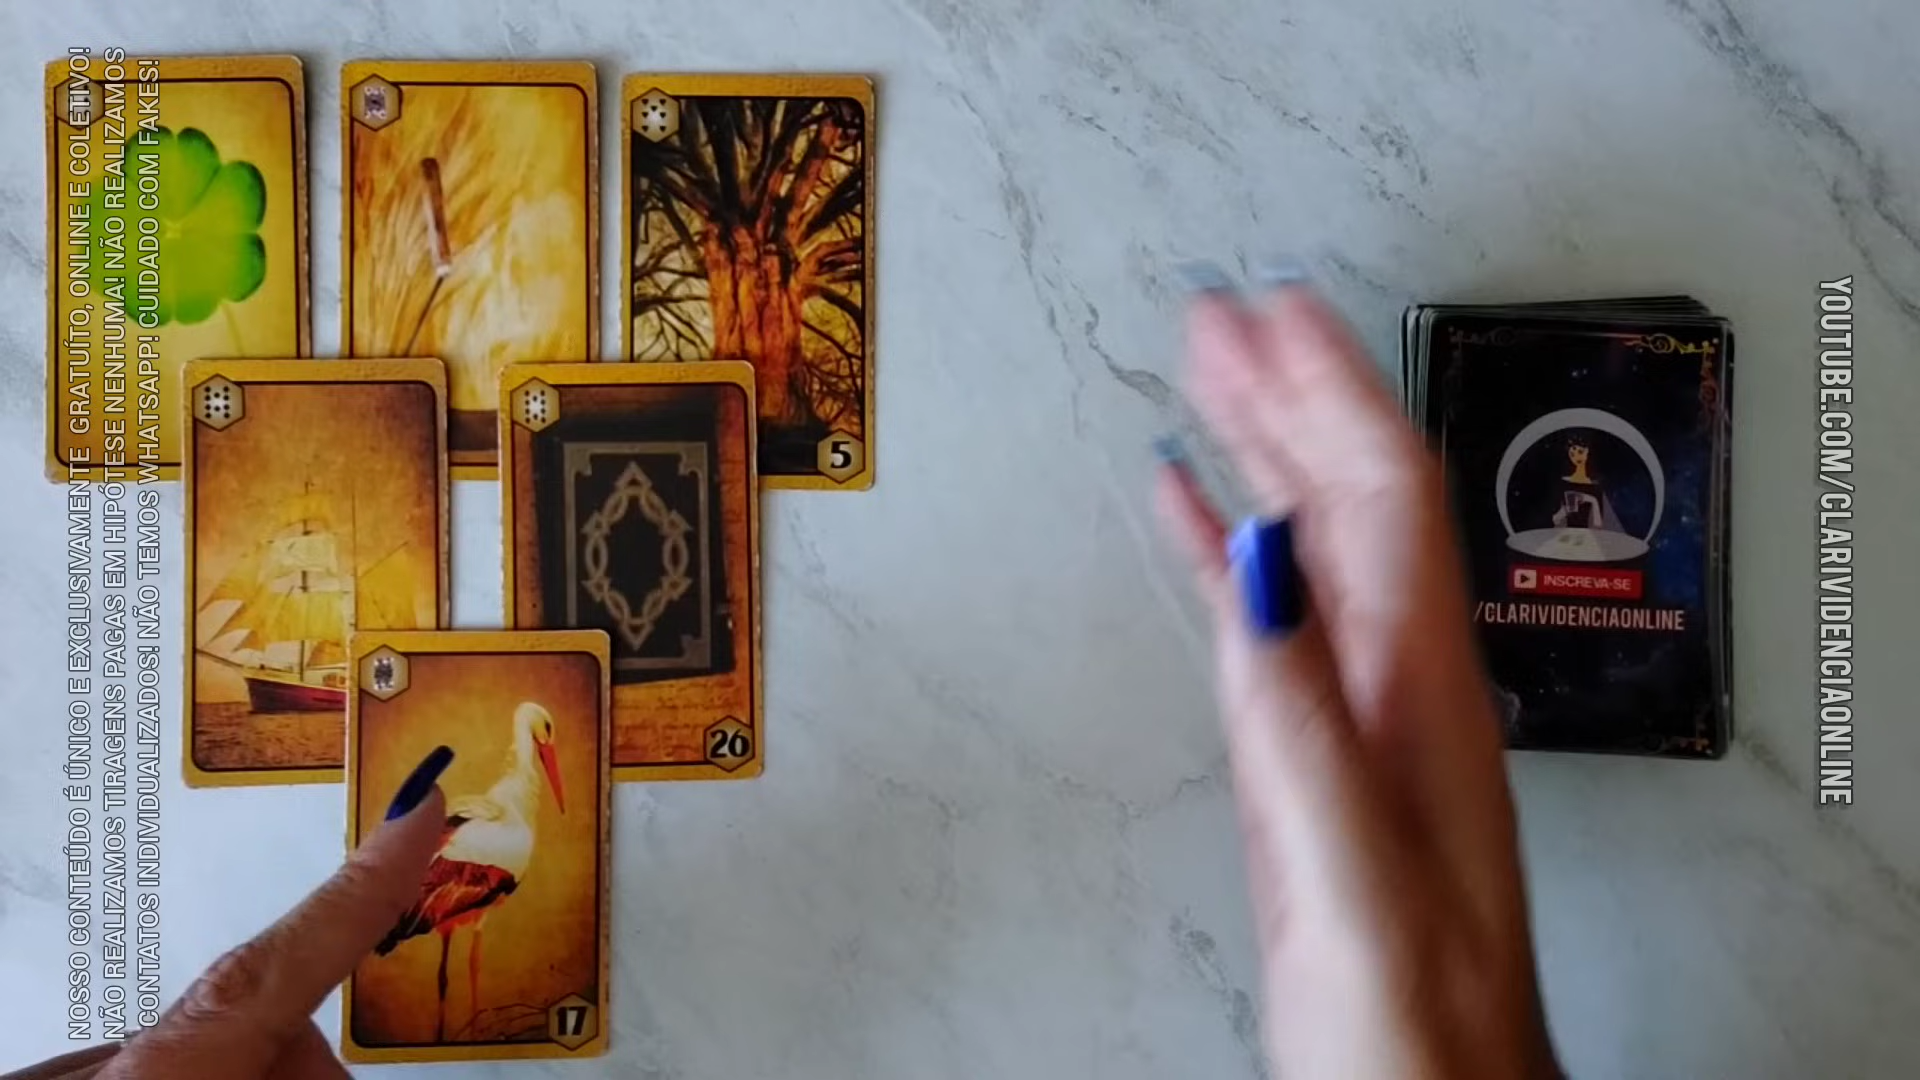 NOSSO CONTEÚDO É ÚNICO E EXCLUSIVAMENTE GRATUÍTO, ONLINE E COLETIVO!
NÃO REALIZAMOS TIRAGENS PAGAS EM HIPÓTESE NENHUMA! NÃO REALIZAMOS
CONTATOS INDIVIDUALIZADOS! NÃO TEMOS WHATSAPP! CUIDADO COM FAKES!
5
26
17
INSCREVA-SE
/CLARIVIDENCIAONLINE
YOUTUBE.COM/CLARIVIDENCIAONLINE